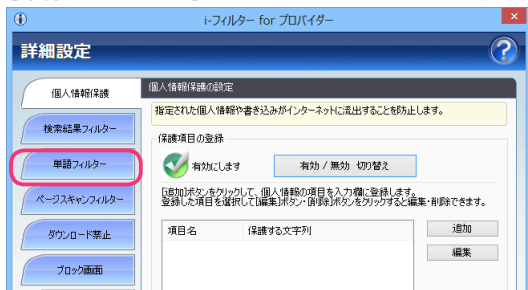 i-フィルター for プロバイダー
詳細設定
個人情報保護
検索結果フィルター
単語フィルター
ページスキャンフィルター
ダウンロード禁止
ブロック画面
個人情報保護の設定
指定された個人情報や書き込みがインターネットに流出することを防止します。
保護項目の登録
有効にします
有効 / 無効 切り替え
[追加]ボタンをクリックして、個人情報の項目を入力欄に登録します。
登録した項目を選択して[編集]ボタン・[削除]ボタンをクリックすると編集・削除できます。
項目名 保護する文字列
追加
編集